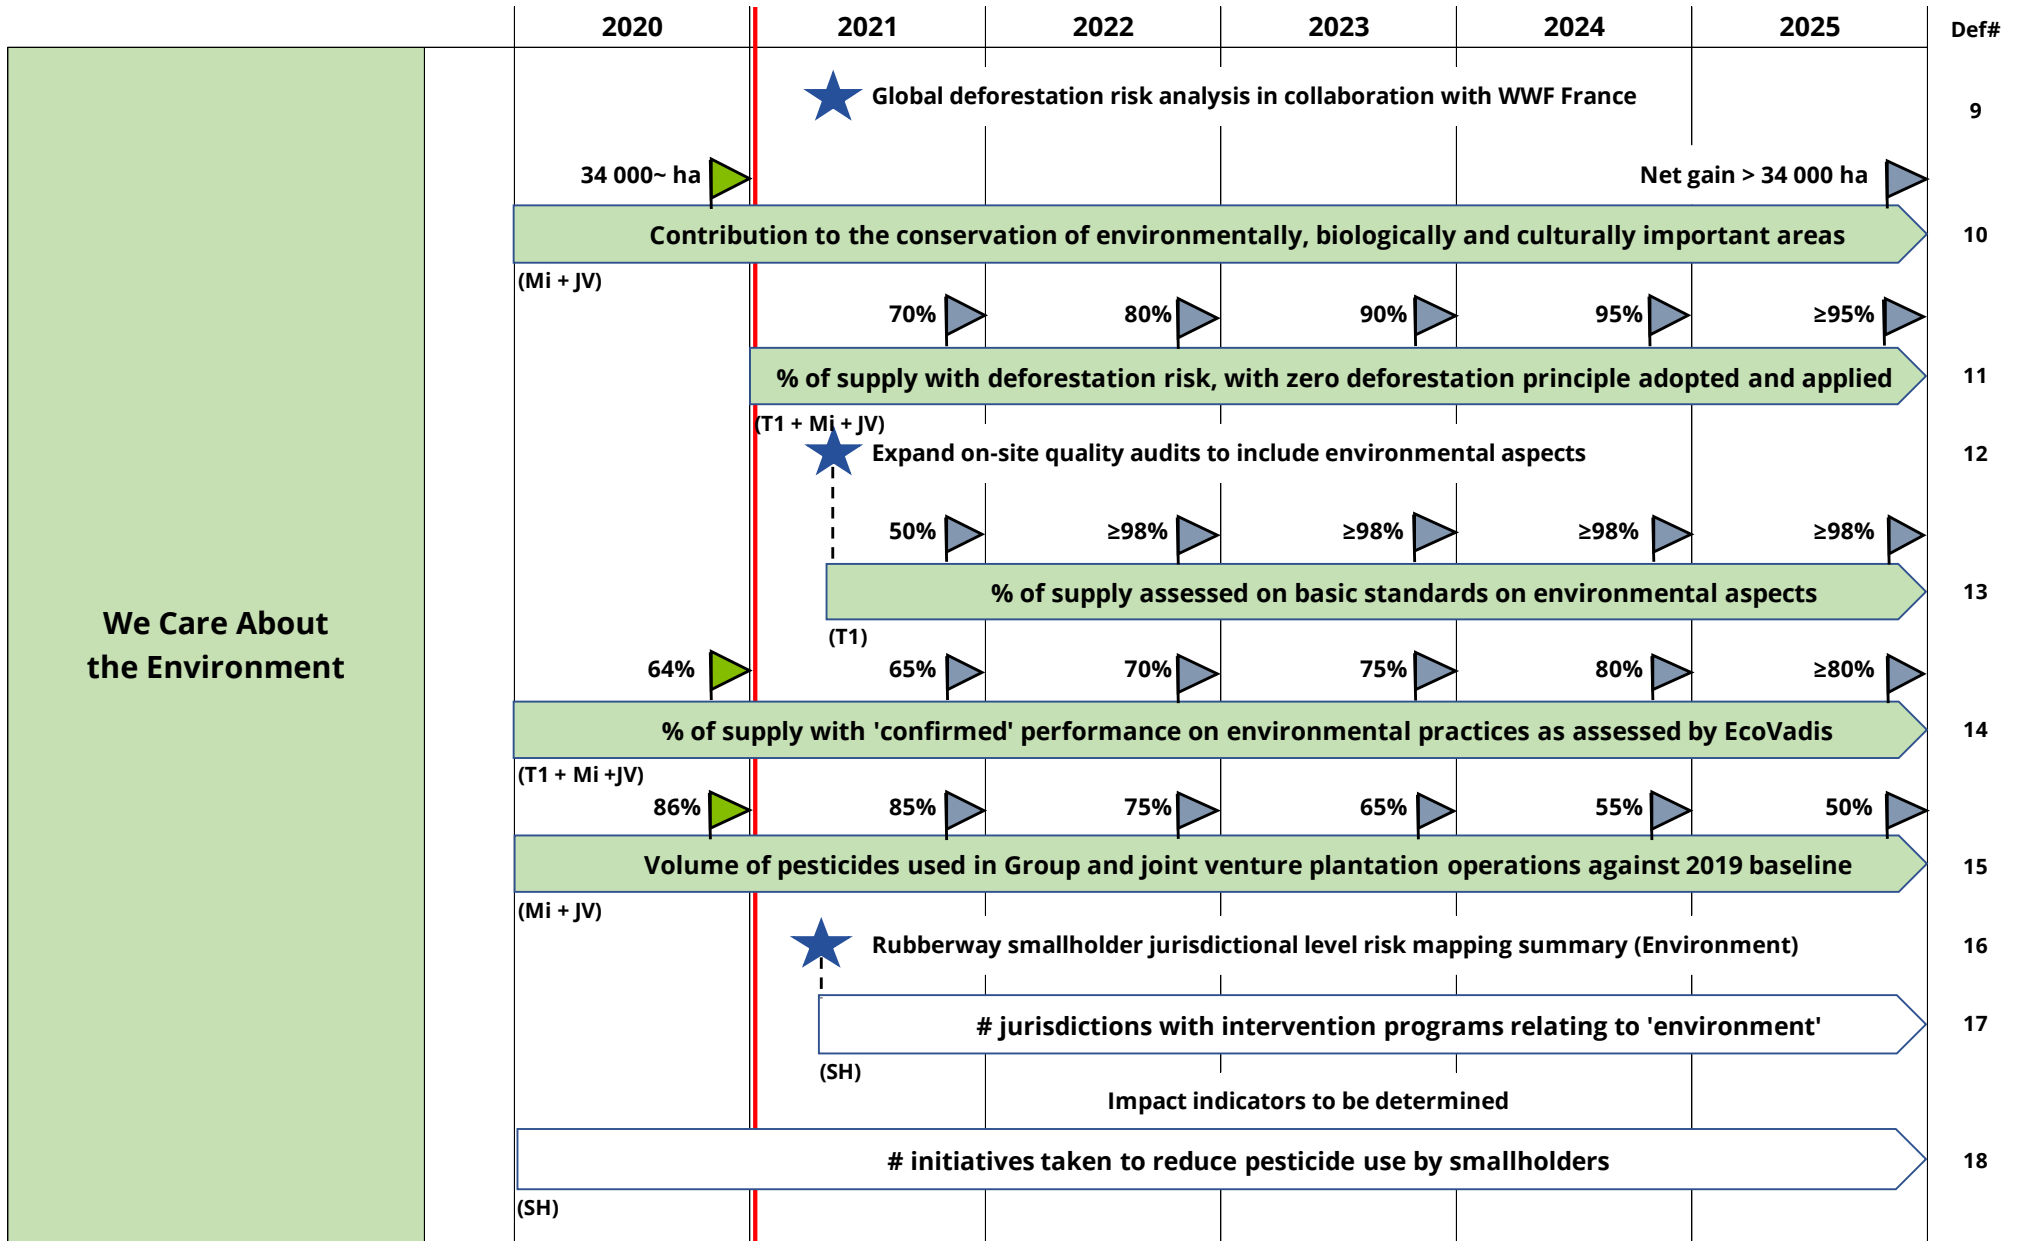 2020 2021 2022 2023 2024 2025 Def#
Global deforestation risk analysis in collaboration with WWF France
9
34 000~ ha
Net gain > 34 000 ha
Contribution to the conservation of environmentally, biologically and culturally important areas
10
(Mi + JV)
70% 80% 90% 95% ≥95%
% of supply with deforestation risk, with zero deforestation principle adopted and applied
11
(T1 + Mi + JV)
Expand on-site quality audits to include environmental aspects
12
50% ≥98% ≥98% ≥98% ≥98%
% of supply assessed on basic standards on environmental aspects
13
(T1)
We Care About
the Environment
64% 65% 70% 75% 80% ≥80%
% of supply with 'confirmed' performance on environmental practices as assessed by EcoVadis
14
(T1 + Mi +JV)
86% 85% 75% 65% 55% 50%
Volume of pesticides used in Group and joint venture plantation operations against 2019 baseline
15
(Mi + JV)
Rubberway smallholder jurisdictional level risk mapping summary (Environment)
16
# jurisdictions with intervention programs relating to 'environment'
17
(SH)
Impact indicators to be determined
# initiatives taken to reduce pesticide use by smallholders
18
(SH)